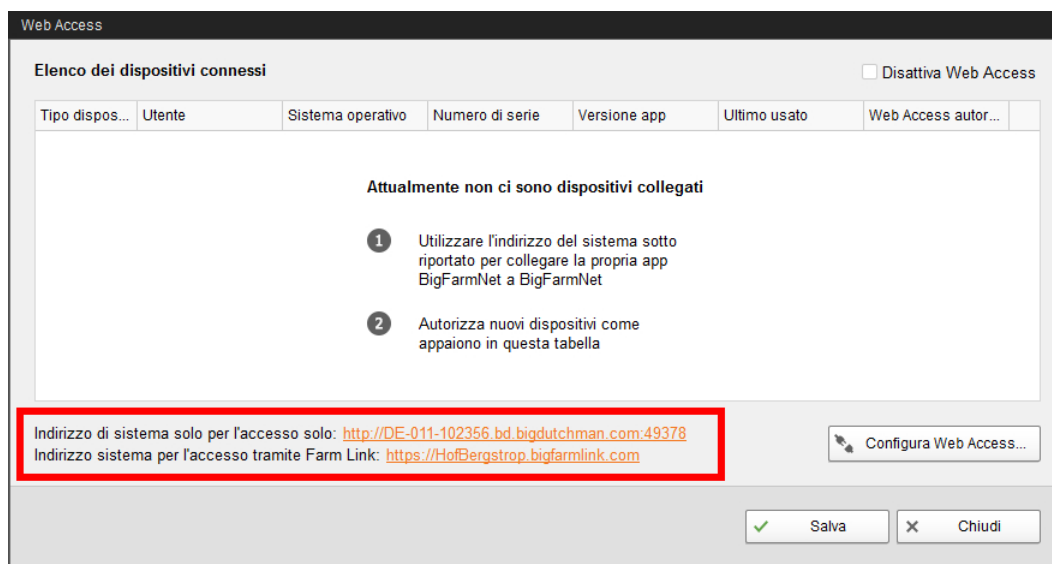 Web Access
Elenco dei dispositivi connessi
Disattiva Web Access
Tipo dispos... Utente Sistema operativo Numero di serie Versione app Ultimo usato Web Access autor...
Attualmente non ci sono dispositivi collegati
1 Utilizzare l'indirizzo del sistema sotto
riportato per collegare la propria app
BigFarmNet a BigFarmNet
2 Autorizza nuovi dispositivi come
appaiono in questa tabella
Indirizzo di sistema solo per l'accesso solo: http://DE-011-102356.bd.bigdutchman.com:49378
Indirizzo sistema per l'accesso tramite Farm Link: https://HofBergstrop.bigfarmlink.com
Configura Web Access...
Salva
Chiudi